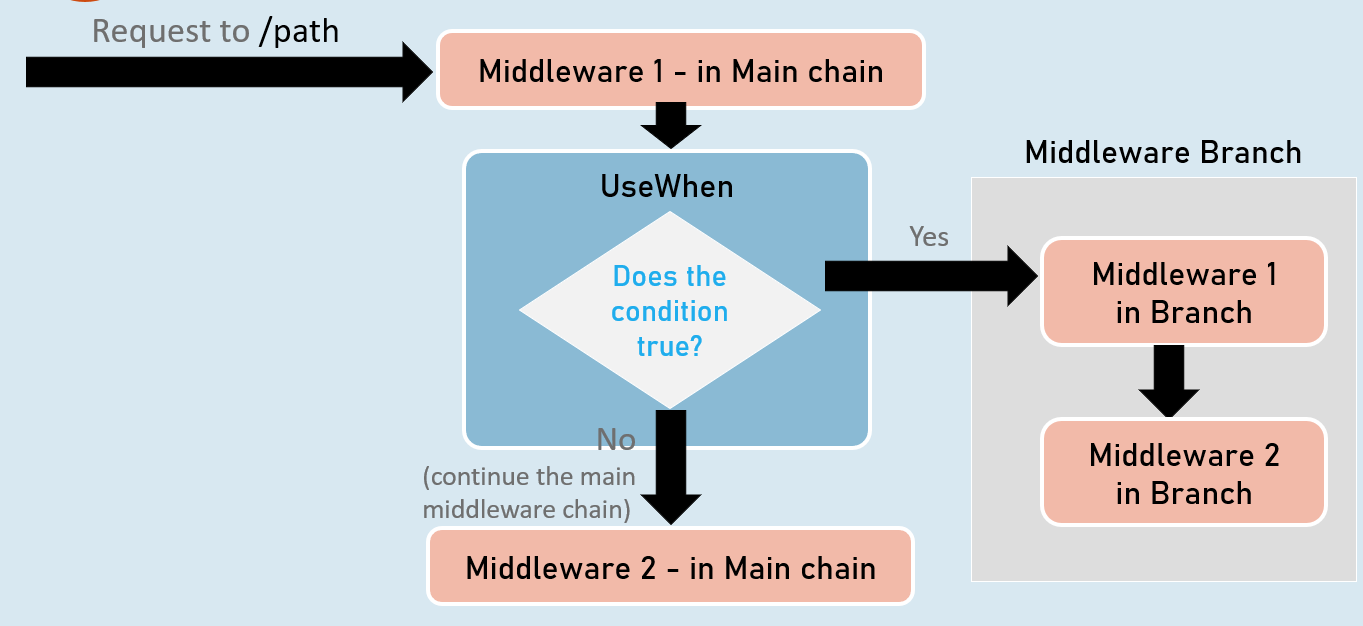 Request to /path
Middleware 1 - in Main chain
UseWhen
Does the
condition
true?
No
(continue the main
middleware chain)
Middleware 2 - in Main chain
Yes
Middleware Branch
Middleware 1
in Branch
Middleware 2
in Branch